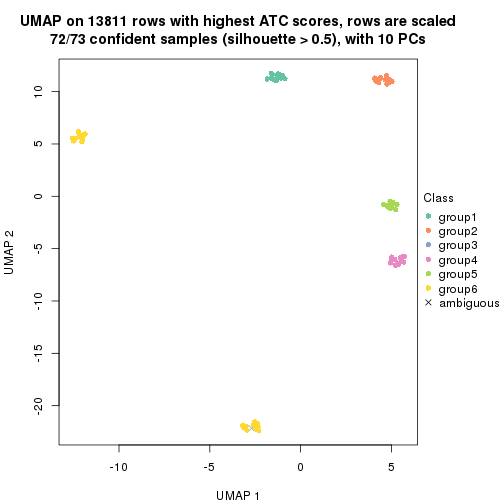 UMAP on 13811 rows with highest ATC scores, rows are scaled
72/73 confident samples (silhouette > 0.5), with 10 PCs
10
5
0
-5
-10
-15
-20
UMAP 2
-10
-5
0
5
UMAP 1
Class
group1
group2
group3
group4
group5
group6
ambiguous